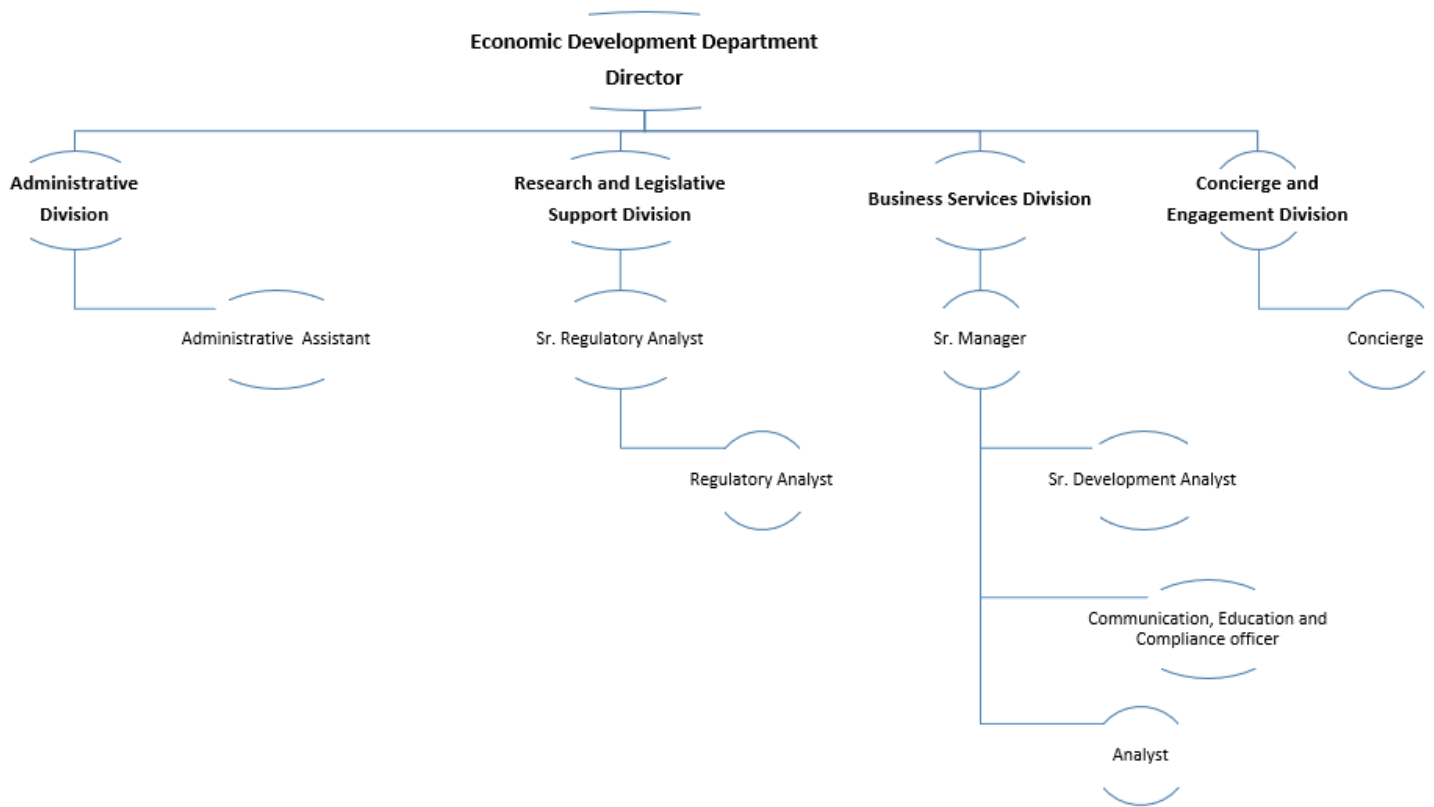 Economic Development Department
Director
Administrative
Division
Research and Legislative
Support Division
Business Services Division
Concierge and
Engagement Division
Administrative Assistant
Sr. Regulatory Analyst
Sr. Manager
Concierge
Regulatory Analyst
Sr. Development Analyst
Communication, Education and
Compliance officer
Analyst